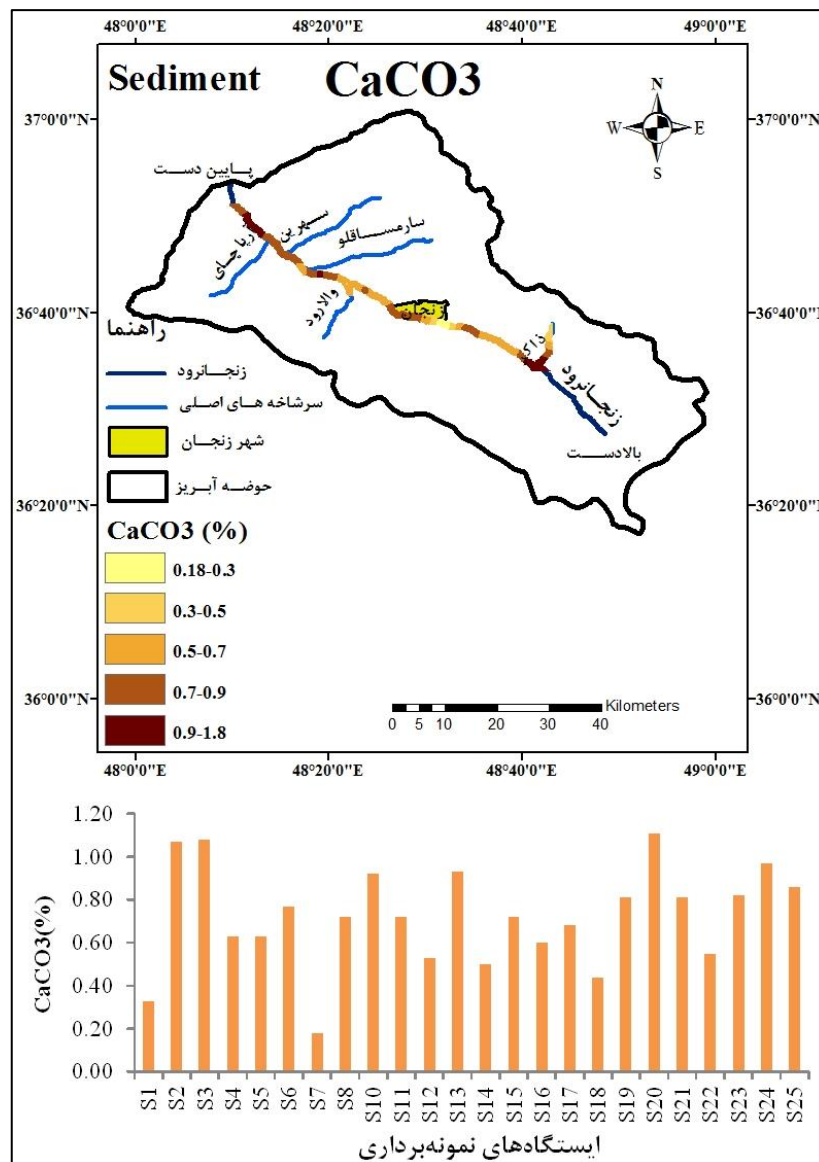 48°0'0"E 48°20'0"E 48°40'0"E 49°0'0"E
Sediment CaCO3
N
W E
S
37°0'0"N 37°0'0"N
پایین دست
سهرین
سارمساقلو
رپاچای
والارود
زنجان
36°40'0"N 36°40'0"N
ذاکر
زنجانرود
بالادست
راهنما
زنجانرود
سرشاخه های اصلی
شهر زنجان
حوضه آبریز
36°20'0"N 36°20'0"N
CaCO3 (%)
0.18-0.3
0.3-0.5
0.5-0.7
0.7-0.9
0.9-1.8
36°0'0"N 36°0'0"N
Kilometers
0 5 10 20 30 40
48°0'0"E 48°20'0"E 48°40'0"E 49°0'0"E
1.20
1.00
0.80
0.60
0.40
0.20
0.00
CaCO3(%)
S1 S2 S3 S4 S5 S6 S7 S8 S10 S11 S12 S13 S14 S15 S16 S17 S18 S19 S20 S21 S22 S23 S24 S25
ایستگاه‌های نمونه‌برداری